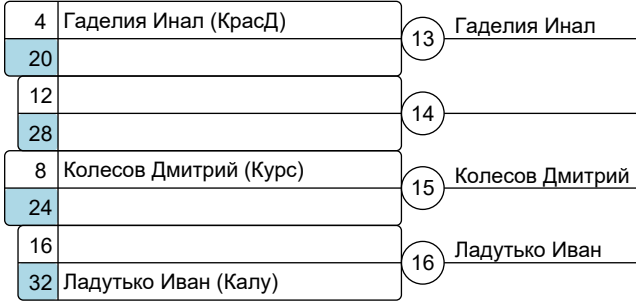 4 Гаделия Инал (КрасД)
13 Гаделия Инал
20
12
14
28
8 Колесов Дмитрий (Курс)
15 Колесов Дмитрий
24
16
16 Ладутько Иван
32 Ладутько Иван (Калу)